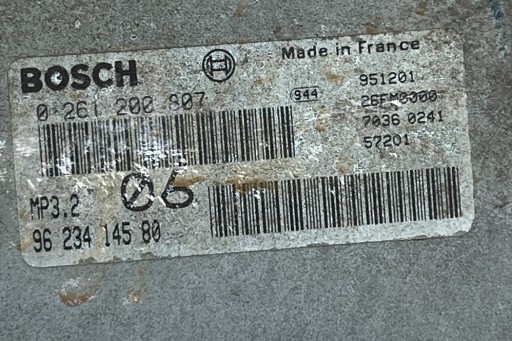 Made in France
BOSCH
951201
0 261 200 807
944
26FM0000
7036 0241
57201
06
MP3.2
96 234 145 80